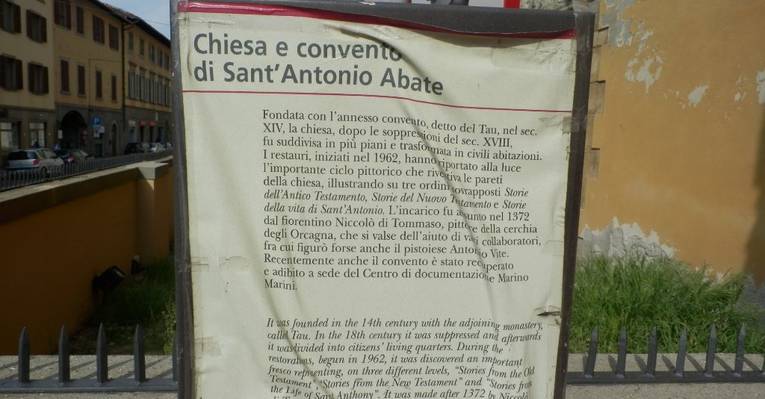 Chiesa e convento
di Sant'Antonio Abate
Fondata con l'annesso convento, detto del Tau, nel sec.
XIV, la chiesa, dopo le soppressioni del sec. XVIII,
fu suddivisa in più piani e trasformata in civili abitazioni.
I restauri, iniziati nel 1962, hanno riportato alla luce
l'importante ciclo pittorico che rivestiva le pareti
della chiesa, illustrando su tre ordini sovrapposti Storie
dell'Antico Testamento, Storie del Nuovo Testamento e Storie
della vita di Sant'Antonio. L'incarico fu assunto nel 1372
dal fiorentino Niccolò di Tommaso, pittore della cerchia
degli Orcagna, che si valse dell'aiuto di vari collaboratori,
fra cui figurò forse anche il pistoiese Antonio Vite.
Recentemente anche il convento è stato recuperato
e adibito a sede del Centro di documentazione Marino
Marini.
It was founded in the 14th century with the adjoining monastery,
called Tau. In the 18th century it was suppressed and afterwards
it was divided into citizens' living quarters. During the
restorations, begun in 1962, it was discovered an important
fresco representing, on three different levels, "Stories from the Old
Testament", "Stories from the New Testament" and "Stories from
the Life of Sant'Anthony". It was made after 1372 by Niccolò